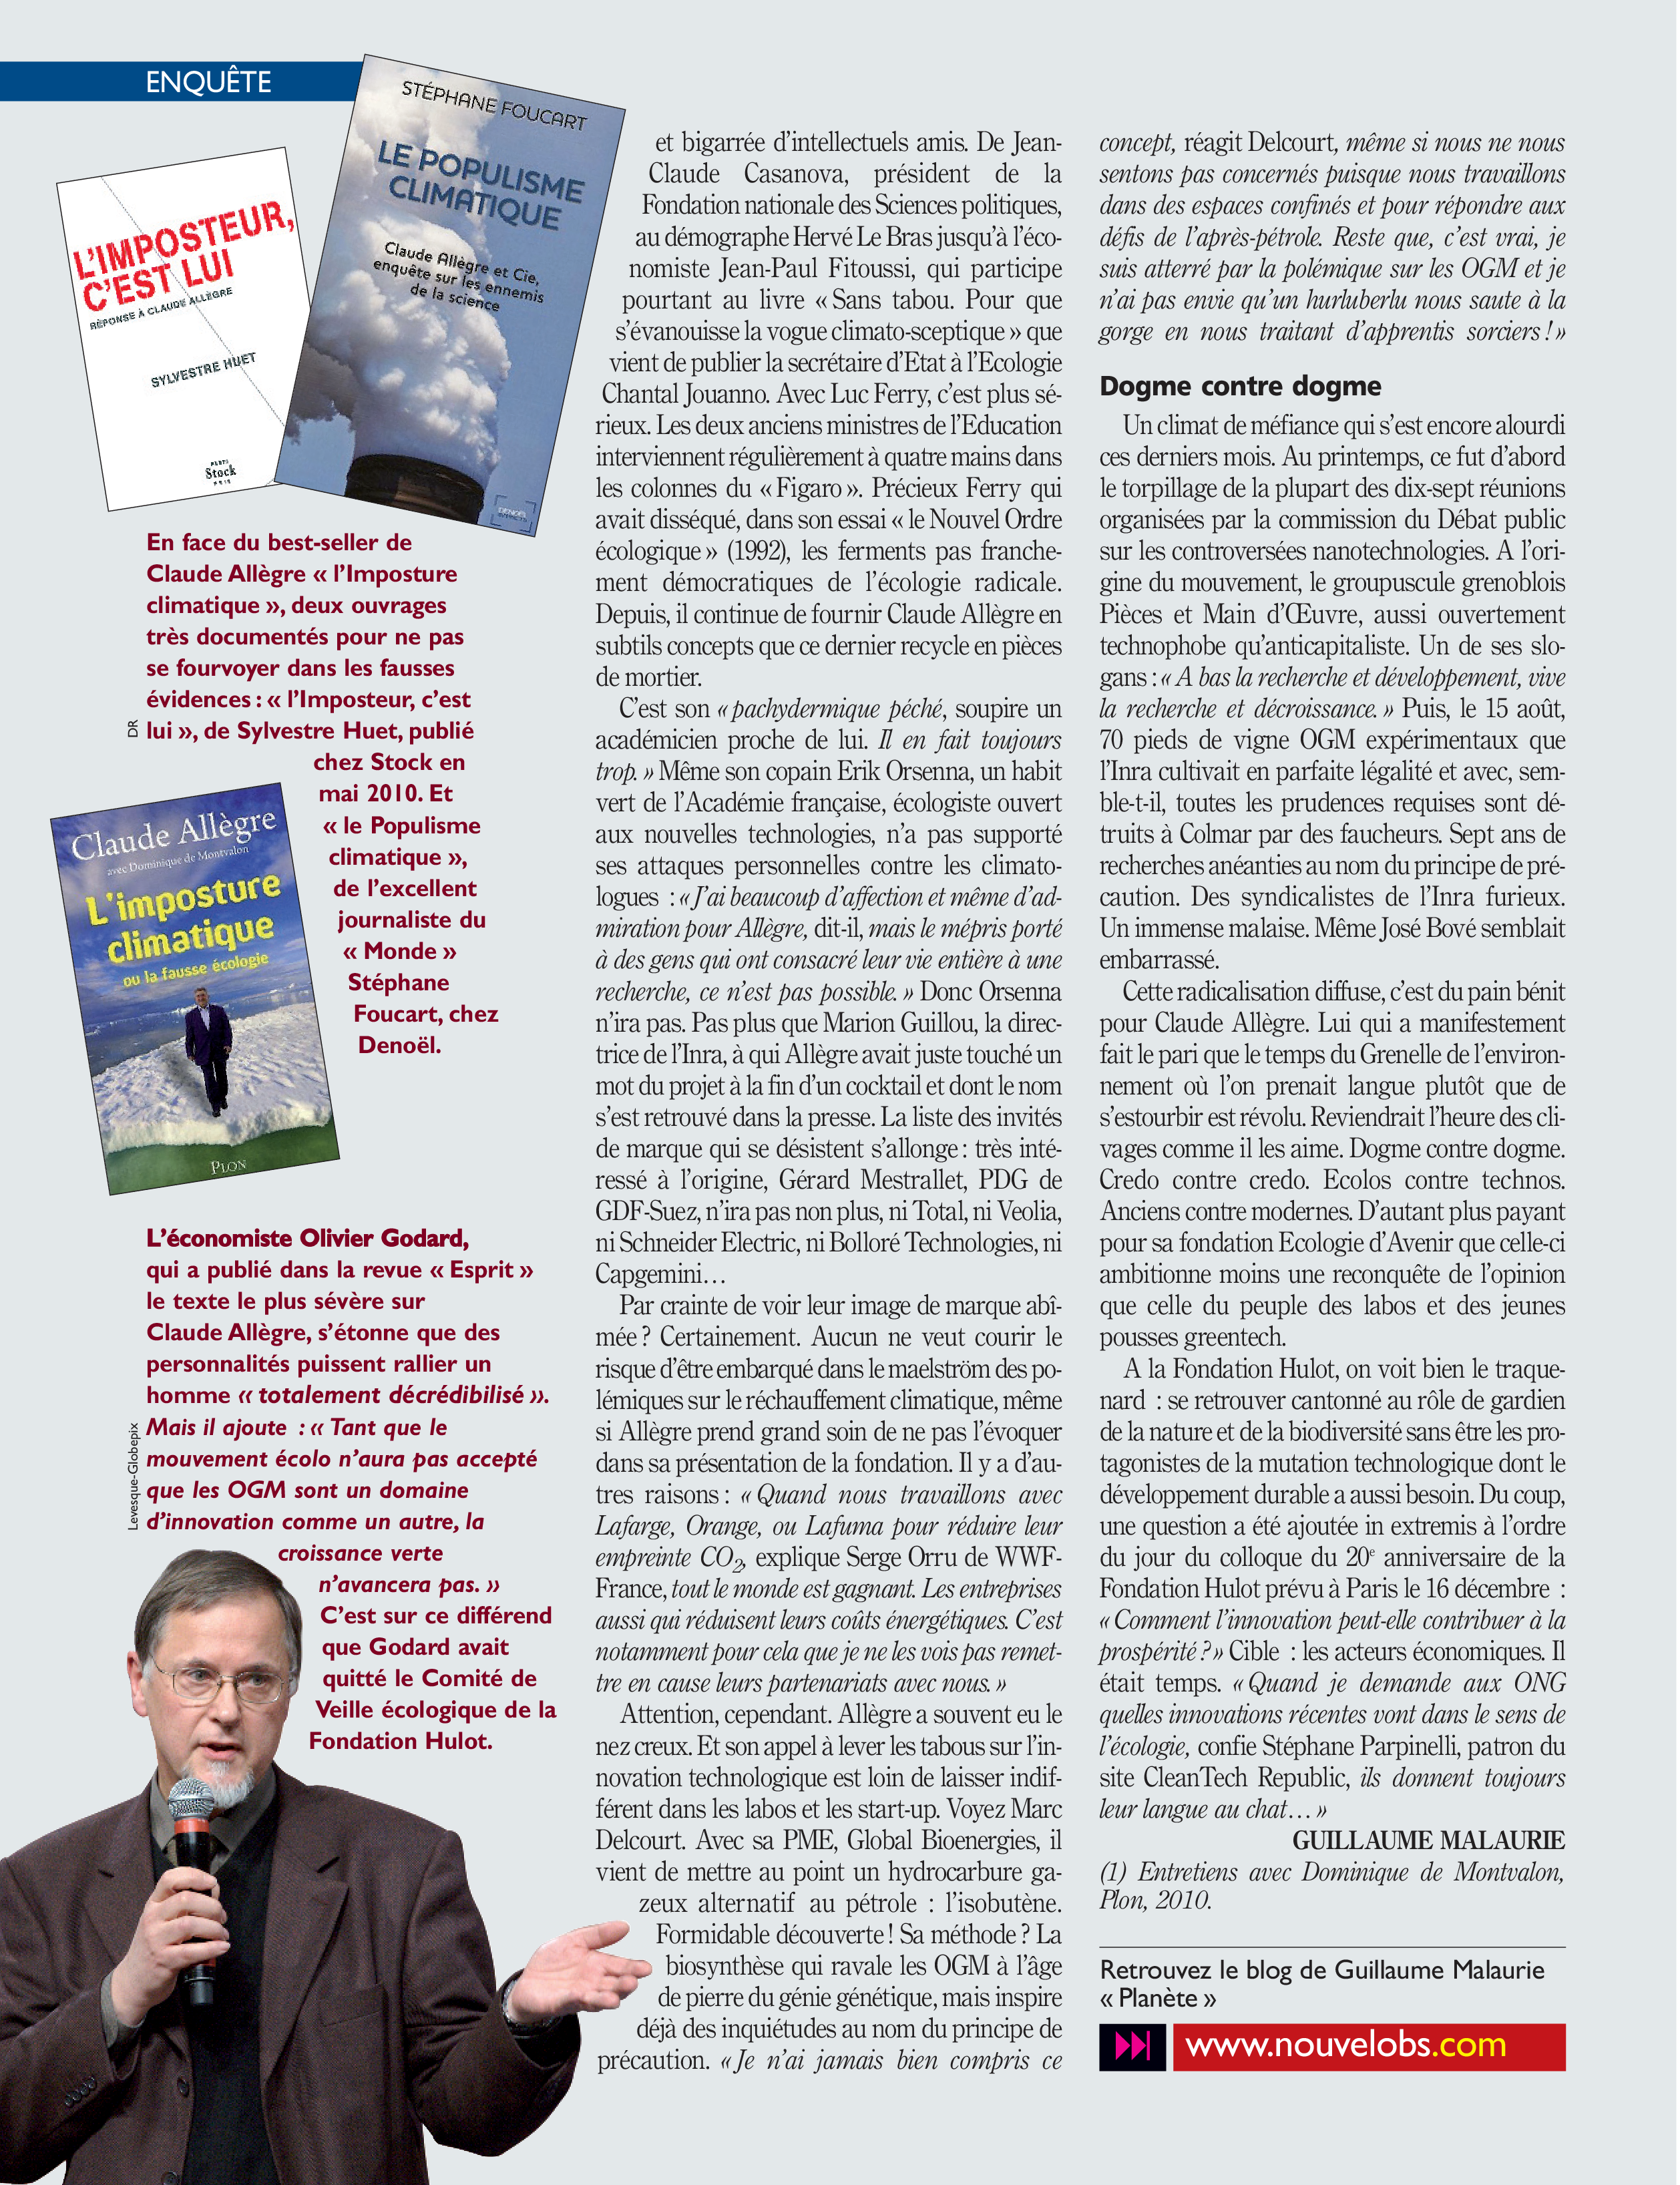 ENQUÊTE
STÉPHANE FOUCART
LE POPULISME
CLIMATIQUE
Claude Allègre et Cie,
enquête sur les ennemis
de la science
DENOËL
L'IMPOSTEUR,
C'EST LUI
RÉPONSE À CLAUDE ALLÈGRE
SYLVESTRE HUET
Stock
En face du best-seller de
Claude Allègre « l'Imposture
climatique », deux ouvrages
très documentés pour ne pas
se fourvoyer dans les fausses
évidences : « l'Imposteur, c'est
lui », de Sylvestre Huet, publié
chez Stock en
mai 2010. Et
« le Populisme
climatique »,
de l'excellent
journaliste du
« Monde »
Stéphane
Foucart, chez
Denoël.
DR
Claude Allègre
avec Dominique de Montvalon
L'imposture
climatique
ou la fausse écologie
PLON
L'économiste Olivier Godard,
qui a publié dans la revue « Esprit »
le texte le plus sévère sur
Claude Allègre, s'étonne que des
personnalités puissent rallier un
homme « totalement décrédibilisé ».
Mais il ajoute : « Tant que le
mouvement écolo n'aura pas accepté
que les OGM sont un domaine
d'innovation comme un autre, la
croissance verte
n'avancera pas. »
C'est sur ce différend
que Godard avait
quitté le Comité de
Veille écologique de la
Fondation Hulot.
Levesque-Globepix
et bigarrée d'intellectuels amis. De Jean-
Claude Casanova, président de la
Fondation nationale des Sciences politiques,
au démographe Hervé Le Bras jusqu'à l'éco-
nomiste Jean-Paul Fitoussi, qui participe
pourtant au livre « Sans tabou. Pour que
s'évanouisse la vogue climato-sceptique » que
vient de publier la secrétaire d'Etat à l'Ecologie
Chantal Jouanno. Avec Luc Ferry, c'est plus sé-
rieux. Les deux anciens ministres de l'Education
interviennent régulièrement à quatre mains dans
les colonnes du « Figaro ». Précieux Ferry qui
avait disséqué, dans son essai « le Nouvel Ordre
écologique » (1992), les ferments pas franche-
ment démocratiques de l'écologie radicale.
Depuis, il continue de fournir Claude Allègre en
subtils concepts que ce dernier recycle en pièces
de mortier.
C'est son « pachydermique péché, soupire un
académicien proche de lui. Il en fait toujours
trop. » Même son copain Erik Orsenna, un habit
vert de l'Académie française, écologiste ouvert
aux nouvelles technologies, n'a pas supporté
ses attaques personnelles contre les climato-
logues : « J'ai beaucoup d'affection et même d'ad-
miration pour Allègre, dit-il, mais le mépris porté
à des gens qui ont consacré leur vie entière à une
recherche, ce n'est pas possible. » Donc Orsenna
n'ira pas. Pas plus que Marion Guillou, la direc-
trice de l'Inra, à qui Allègre avait juste touché un
mot du projet à la fin d'un cocktail et dont le nom
s'est retrouvé dans la presse. La liste des invités
de marque qui se désistent s'allonge : très inté-
ressé à l'origine, Gérard Mestrallet, PDG de
GDF-Suez, n'ira pas non plus, ni Total, ni Veolia,
ni Schneider Electric, ni Bolloré Technologies, ni
Capgemini…
Par crainte de voir leur image de marque abî-
mée ? Certainement. Aucun ne veut courir le
risque d'être embarqué dans le maelström des po-
lémiques sur le réchauffement climatique, même
si Allègre prend grand soin de ne pas l'évoquer
dans sa présentation de la fondation. Il y a d'au-
tres raisons : « Quand nous travaillons avec
Lafarge, Orange, ou Lafuma pour réduire leur
empreinte CO2, explique Serge Orru de WWF-
France, tout le monde est gagnant. Les entreprises
aussi qui réduisent leurs coûts énergétiques. C'est
notamment pour cela que je ne les vois pas remet-
tre en cause leurs partenariats avec nous. »
Attention, cependant. Allègre a souvent eu le
nez creux. Et son appel à lever les tabous sur l'in-
novation technologique est loin de laisser indif-
férent dans les labos et les start-up. Voyez Marc
Delcourt. Avec sa PME, Global Bioenergies, il
vient de mettre au point un hydrocarbure ga-
zeux alternatif au pétrole : l'isobutène.
Formidable découverte ! Sa méthode ? La
biosynthèse qui ravale les OGM à l'âge
de pierre du génie génétique, mais inspire
déjà des inquiétudes au nom du principe de
précaution. « Je n'ai jamais bien compris ce
concept, réagit Delcourt, même si nous ne nous
sentons pas concernés puisque nous travaillons
dans des espaces confinés et pour répondre aux
défis de l'après-pétrole. Reste que, c'est vrai, je
suis atterré par la polémique sur les OGM et je
n'ai pas envie qu'un hurluberlu nous saute à la
gorge en nous traitant d'apprentis sorciers ! »
Dogme contre dogme
Un climat de méfiance qui s'est encore alourdi
ces derniers mois. Au printemps, ce fut d'abord
le torpillage de la plupart des dix-sept réunions
organisées par la commission du Débat public
sur les controversées nanotechnologies. A l'ori-
gine du mouvement, le groupuscule grenoblois
Pièces et Main d'Œuvre, aussi ouvertement
technophobe qu'anticapitaliste. Un de ses slo-
gans : « A bas la recherche et développement, vive
la recherche et décroissance. » Puis, le 15 août,
70 pieds de vigne OGM expérimentaux que
l'Inra cultivait en parfaite légalité et avec, sem-
ble-t-il, toutes les prudences requises sont dé-
truits à Colmar par des faucheurs. Sept ans de
recherches anéanties au nom du principe de pré-
caution. Des syndicalistes de l'Inra furieux.
Un immense malaise. Même José Bové semblait
embarrassé.
Cette radicalisation diffuse, c'est du pain bénit
pour Claude Allègre. Lui qui a manifestement
fait le pari que le temps du Grenelle de l'environ-
nement où l'on prenait langue plutôt que de
s'estourbir est révolu. Reviendrait l'heure des cli-
vages comme il les aime. Dogme contre dogme.
Credo contre credo. Ecolos contre technos.
Anciens contre modernes. D'autant plus payant
pour sa fondation Ecologie d'Avenir que celle-ci
ambitionne moins une reconquête de l'opinion
que celle du peuple des labos et des jeunes
pousses greentech.
A la Fondation Hulot, on voit bien le traque-
nard : se retrouver cantonné au rôle de gardien
de la nature et de la biodiversité sans être les pro-
tagonistes de la mutation technologique dont le
développement durable a aussi besoin. Du coup,
une question a été ajoutée in extremis à l'ordre
du jour du colloque du 20e anniversaire de la
Fondation Hulot prévu à Paris le 16 décembre :
« Comment l'innovation peut-elle contribuer à la
prospérité ? » Cible : les acteurs économiques. Il
était temps. « Quand je demande aux ONG
quelles innovations récentes vont dans le sens de
l'écologie, confie Stéphane Parpinelli, patron du
site CleanTech Republic, ils donnent toujours
leur langue au chat… »
GUILLAUME MALAURIE
(1) Entretiens avec Dominique de Montvalon,
Plon, 2010.
Retrouvez le blog de Guillaume Malaurie
« Planète »
www.nouvelobs.com